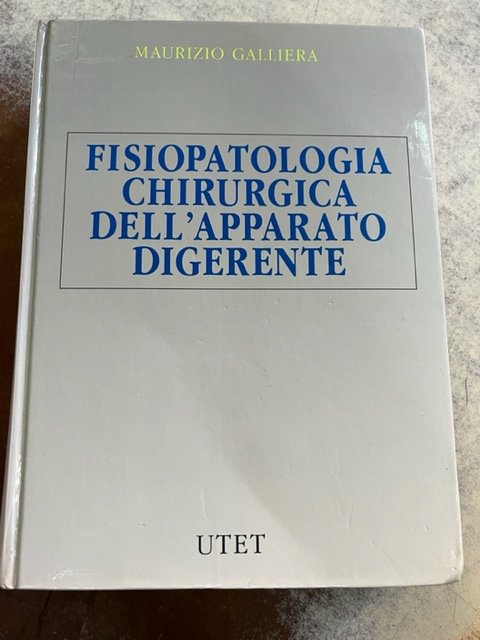 MAURIZIO GALLIERA
FISIOPATOLOGIA
CHIRURGICA
DELL'APPARATO
DIGERENTE
UTET